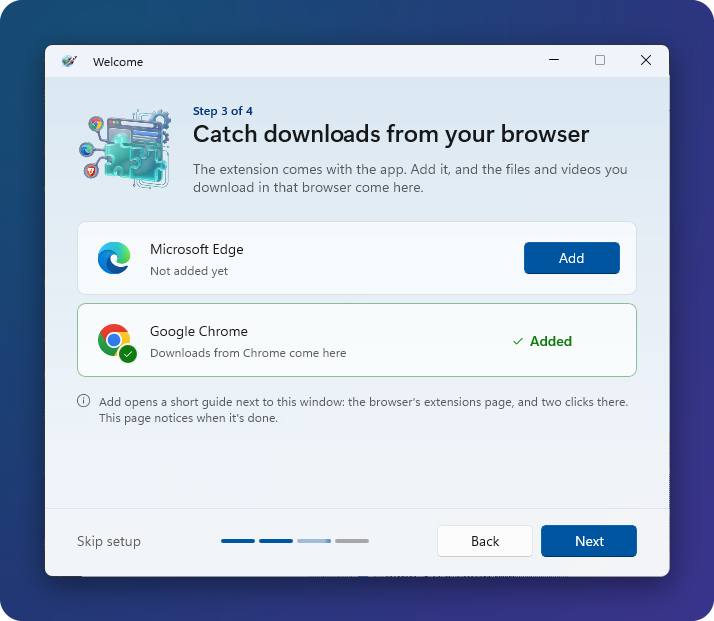 Welcome
Step 3 of 4
Catch downloads from your browser
The extension comes with the app. Add it, and the files and videos you
download in that browser come here.
Microsoft Edge
Not added yet
Add
Google Chrome
Downloads from Chrome come here
Added
Add opens a short guide next to this window: the browser's extensions page, and two clicks there.
This page notices when it's done.
Skip setup
Back
Next